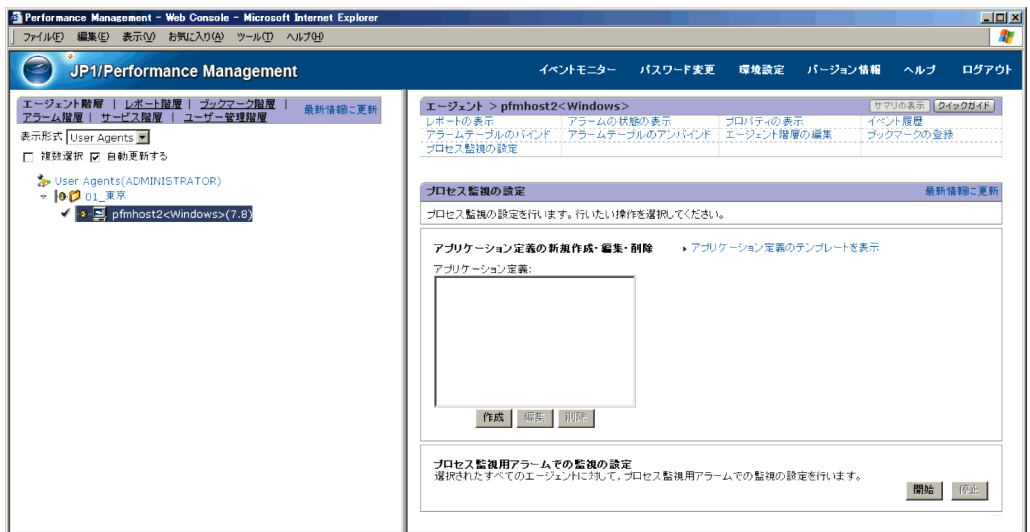 Performance Management - Web Console - Microsoft Internet Explorer
ファイル(F) 編集(E) 表示(V) お気に入り(A) ツール(T) ヘルプ(H)
JP1/Performance Management
イベントモニター パスワード変更 環境設定 バージョン情報 ヘルプ ログアウト
エージェント階層 | レポート階層 | ブックマーク階層 |
アラーム階層 | サービス階層 | ユーザー管理階層
最新情報に更新
表示形式 User Agents
複数選択 自動更新する
User Agents(ADMINISTRATOR)
01_東京
pfmhost2<Windows>(7.8)
エージェント > pfmhost2<Windows>
サマリの表示 クイックガイド
レポートの表示 アラームの状態の表示 プロパティの表示 イベント履歴
アラームテーブルのバインド アラームテーブルのアンバインド エージェント階層の編集 ブックマークの登録
プロセス監視の設定
プロセス監視の設定 最新情報に更新
プロセス監視の設定を行います。行いたい操作を選択してください。
アプリケーション定義の新規作成・編集・削除 アプリケーション定義のテンプレートを表示
アプリケーション定義:
作成 編集 削除
プロセス監視用アラームでの監視の設定
選択されたすべてのエージェントに対して,プロセス監視用アラームでの監視の設定を行います。
開始 停止